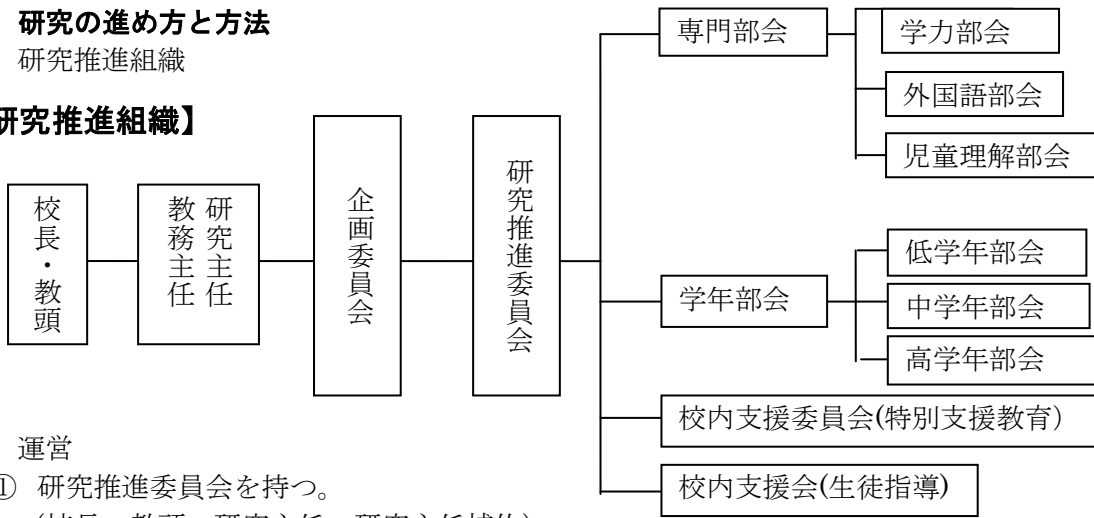 研究の進め方と方法
研究推進組織
研究推進組織】
校長・教頭
研究主任
教務主任
企画委員会
研究推進委員会
専門部会
学力部会
外国語部会
児童理解部会
学年部会
低学年部会
中学年部会
高学年部会
校内支援委員会(特別支援教育)
校内支援会(生徒指導)
運営
① 研究推進委員会を持つ。